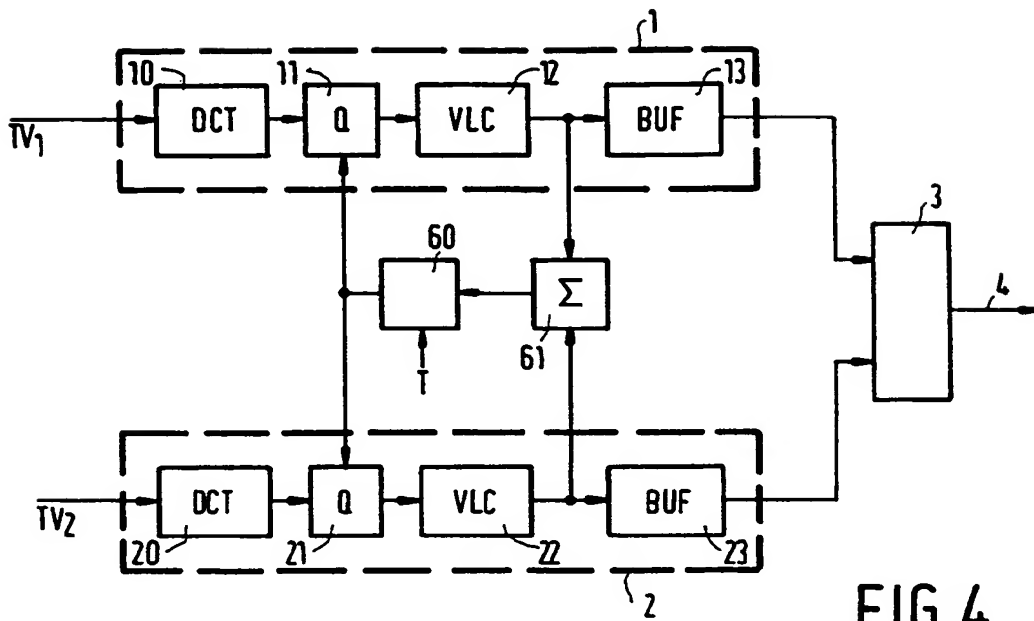 1
10 11 12 13
TV1 DCT Q VLC BUF
60 3
Σ 4
61
T
TV2 DCT Q VLC BUF
20 21 22 23
2
FIG. 4